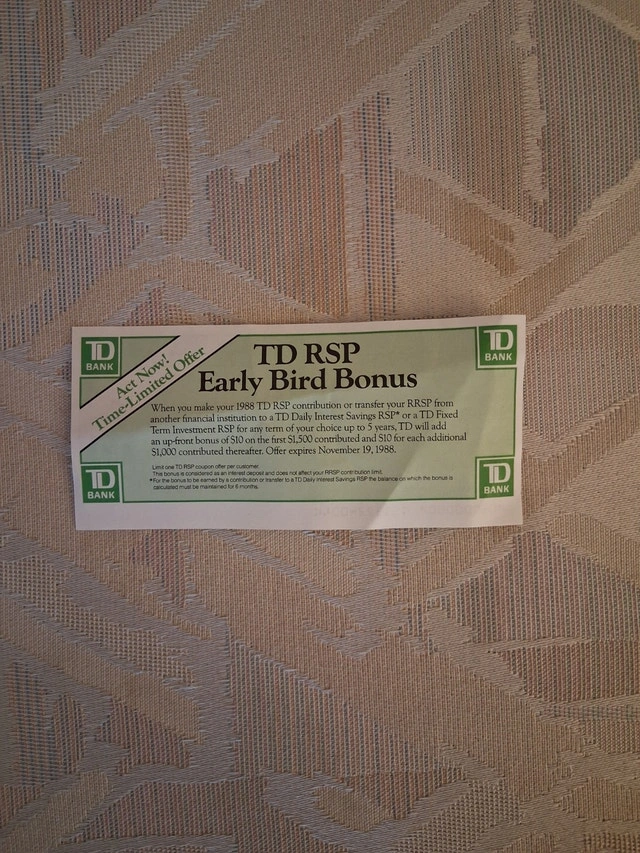 TD
BANK
Act Now!
Time-Limited Offer
TD RSP
Early Bird Bonus
TD
BANK
When you make your 1988 TD RSP contribution or transfer your RRSP from
another financial institution to a TD Daily Interest Savings RSP* or a TD Fixed
Term Investment RSP for any term of your choice up to 5 years, TD will add
an up-front bonus of $10 on the first $1,500 contributed and $10 for each additional
$1,000 contributed thereafter. Offer expires November 19, 1988.
Limit one TD RSP coupon offer per customer.
This bonus is considered as an interest deposit and does not affect your RRSP contribution limit.
*For the bonus to be earned by a contribution or transfer to a TD Daily Interest Savings RSP the balance on which the bonus is
calculated must be maintained for 6 months.
TD
BANK
TD
BANK